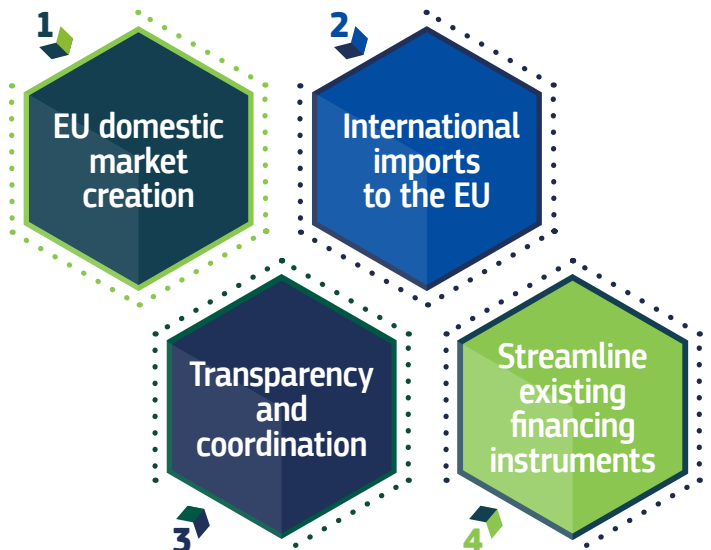 1
EU domestic
market
creation
2
International
imports
to the EU
Transparency
and
coordination
3
Streamline
existing
financing
instruments
4